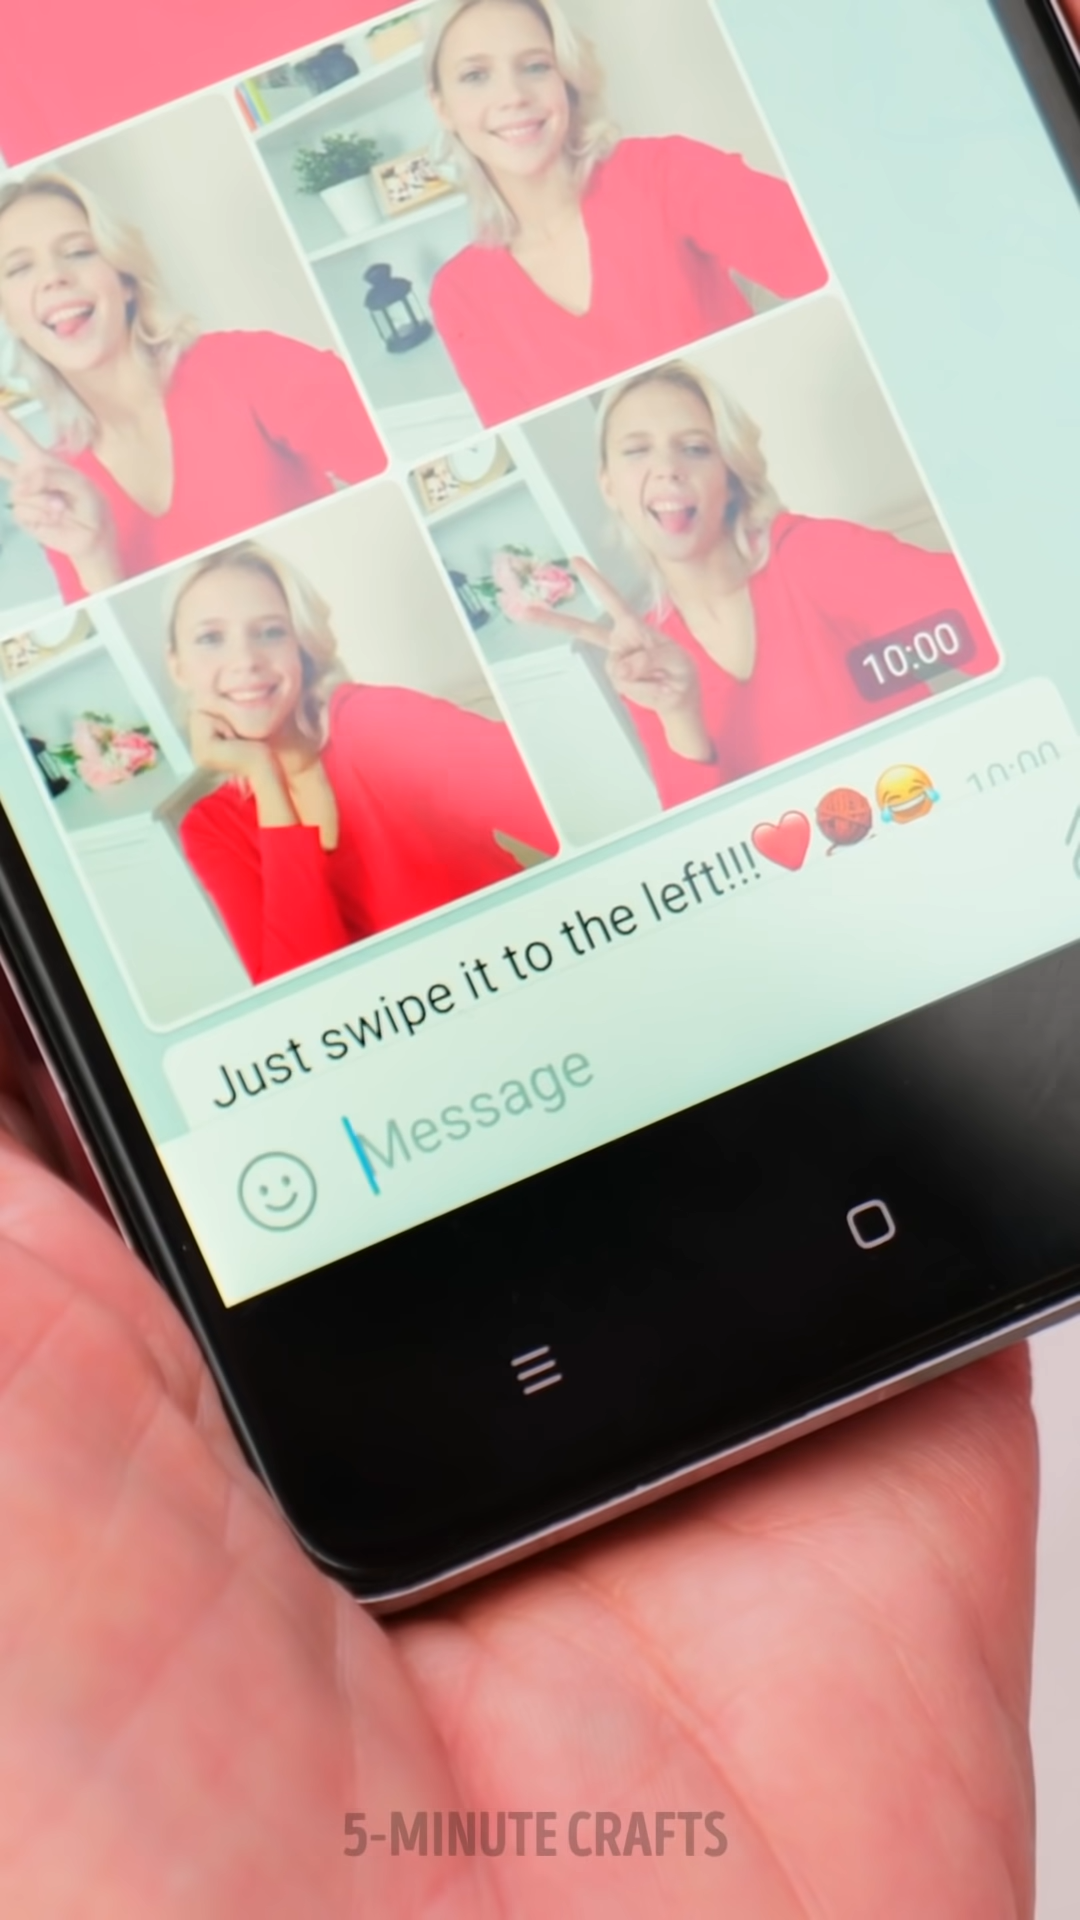 10:00
Just swipe it to the left!!!❤️🧶😂 10:00
Message
5-MINUTE CRAFTS